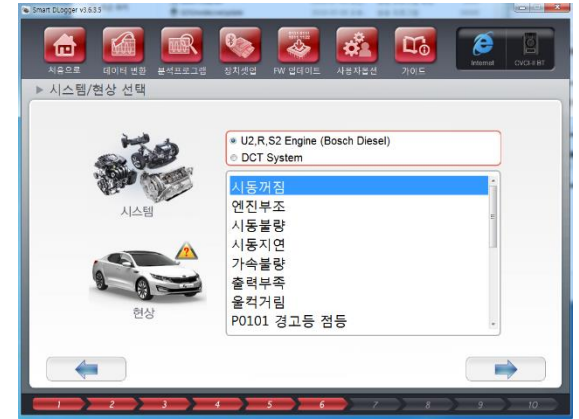 Smart DLogger v3.6.3.5
처음으로
데이터 변환
분석프로그램
장치셋업
FW 업데이트
사용자옵션
가이드
Internet
CVCI-II BT
시스템/현상 선택
U2,R,S2 Engine (Bosch Diesel)
DCT System
시스템
현상
시동꺼짐
엔진부조
시동불량
시동지연
가속불량
출력부족
울컥거림
P0101 경고등 점등
1 2 3 4 5 6 7 8 9 10